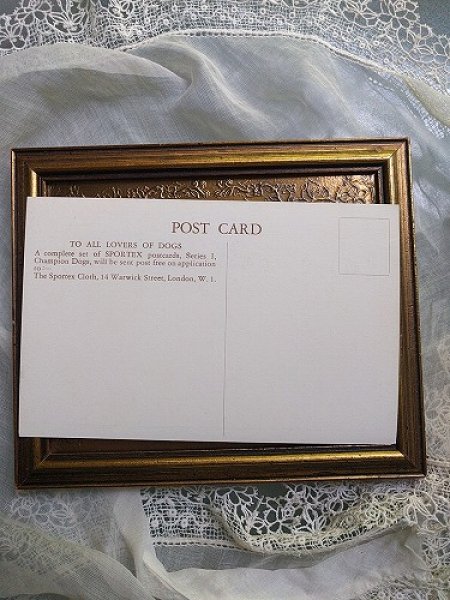 POST CARD
TO ALL LOVERS OF DOGS
A complete set of SPORTEX postcards, Series I,
Champion Dogs, will be sent post free on application
to:—
The Sportex Cloth, 14 Warwick Street, London, W. 1.